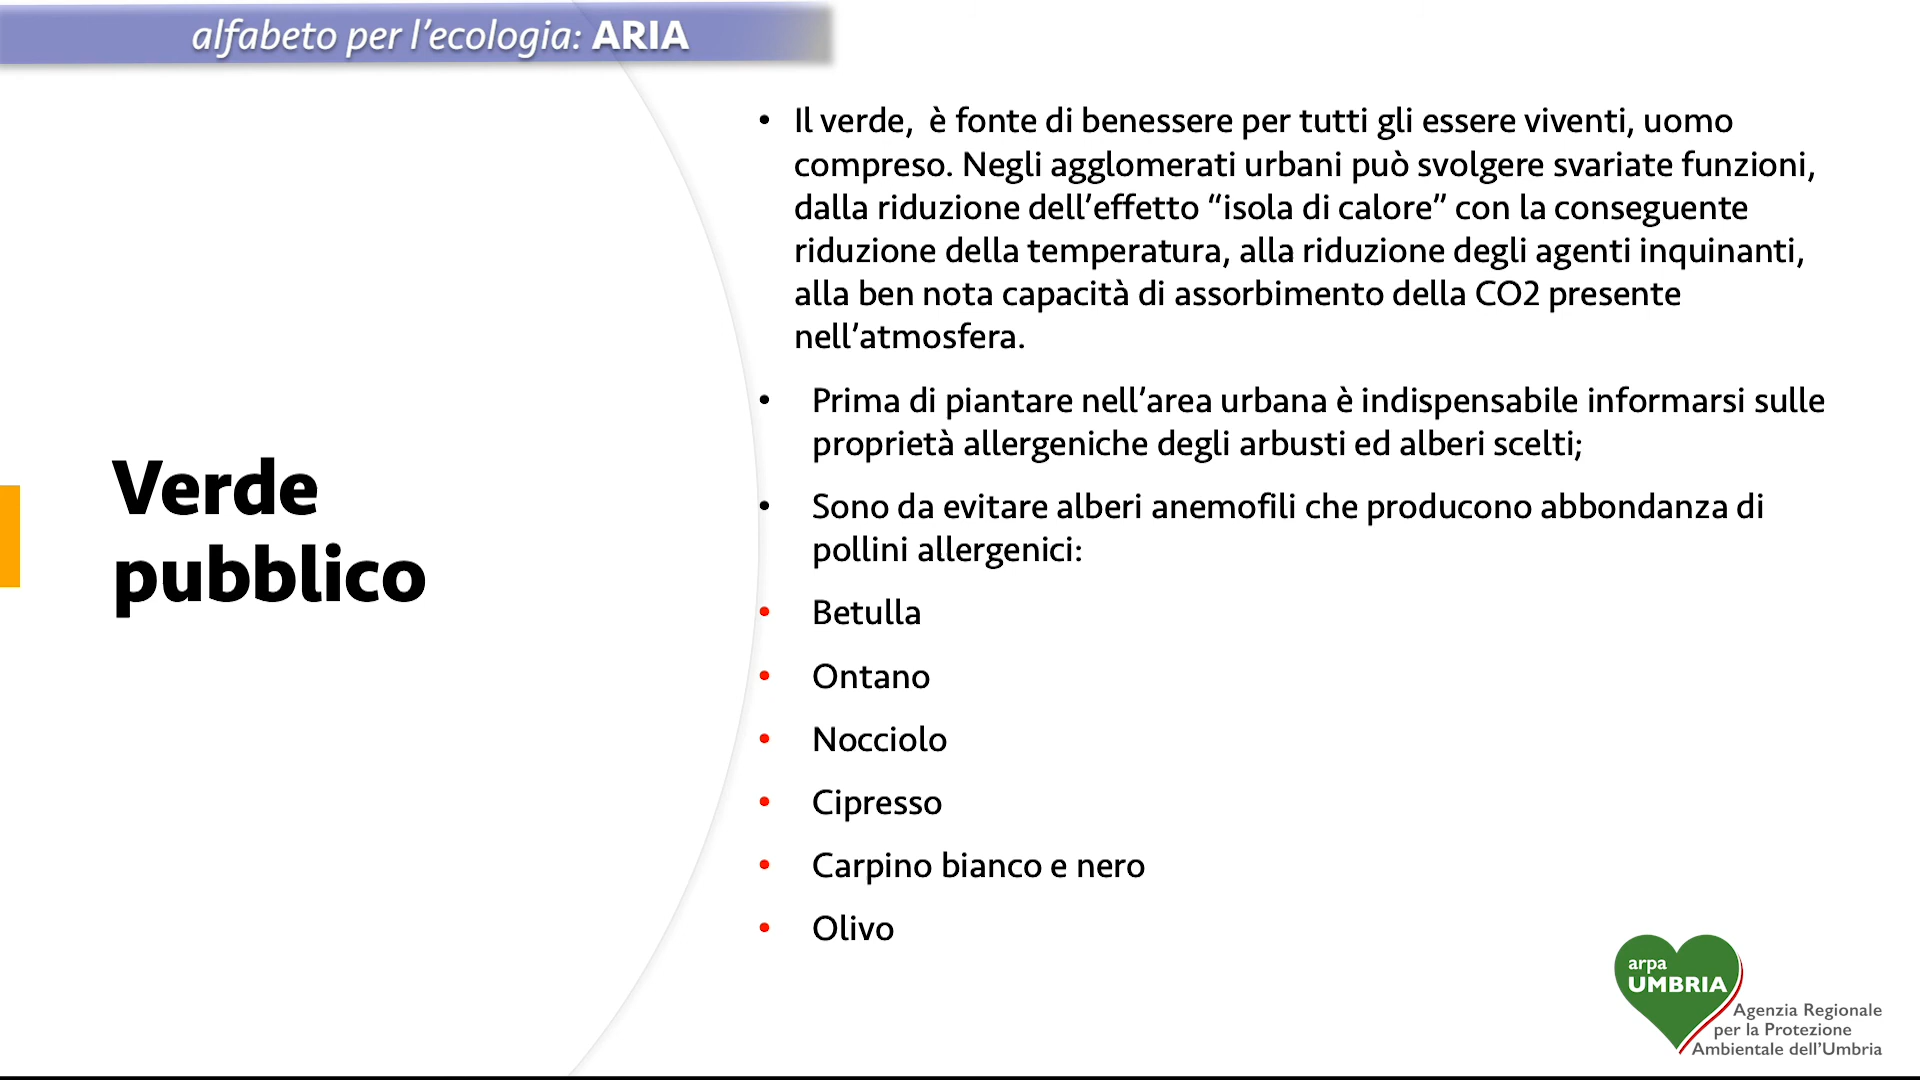 alfabeto per l’ecologia: ARIA
Verde
pubblico
• Il verde,  è fonte di benessere per tutti gli essere viventi, uomo
compreso. Negli agglomerati urbani può svolgere svariate funzioni,
dalla riduzione dell’effetto “isola di calore” con la conseguente
riduzione della temperatura, alla riduzione degli agenti inquinanti,
alla ben nota capacità di assorbimento della CO2 presente
nell’atmosfera.
• Prima di piantare nell’area urbana è indispensabile informarsi sulle
proprietà allergeniche degli arbusti ed alberi scelti;
• Sono da evitare alberi anemofili che producono abbondanza di
pollini allergenici:
• Betulla
• Ontano
• Nocciolo
• Cipresso
• Carpino bianco e nero
• Olivo
arpa
UMBRIA
Agenzia Regionale
per la Protezione
Ambientale dell’Umbria